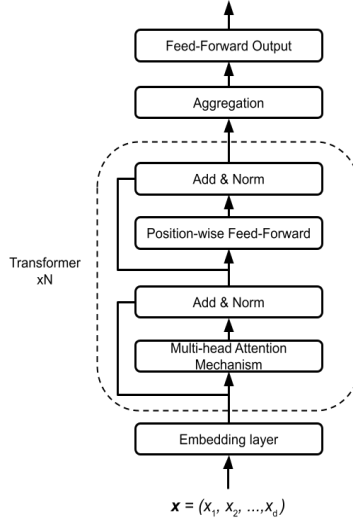 Feed-Forward Output
Aggregation
Add & Norm
Position-wise Feed-Forward
Transformer
xN
Add & Norm
Multi-head Attention
Mechanism
Embedding layer
x = (x₁, x₂, ...,x_d)